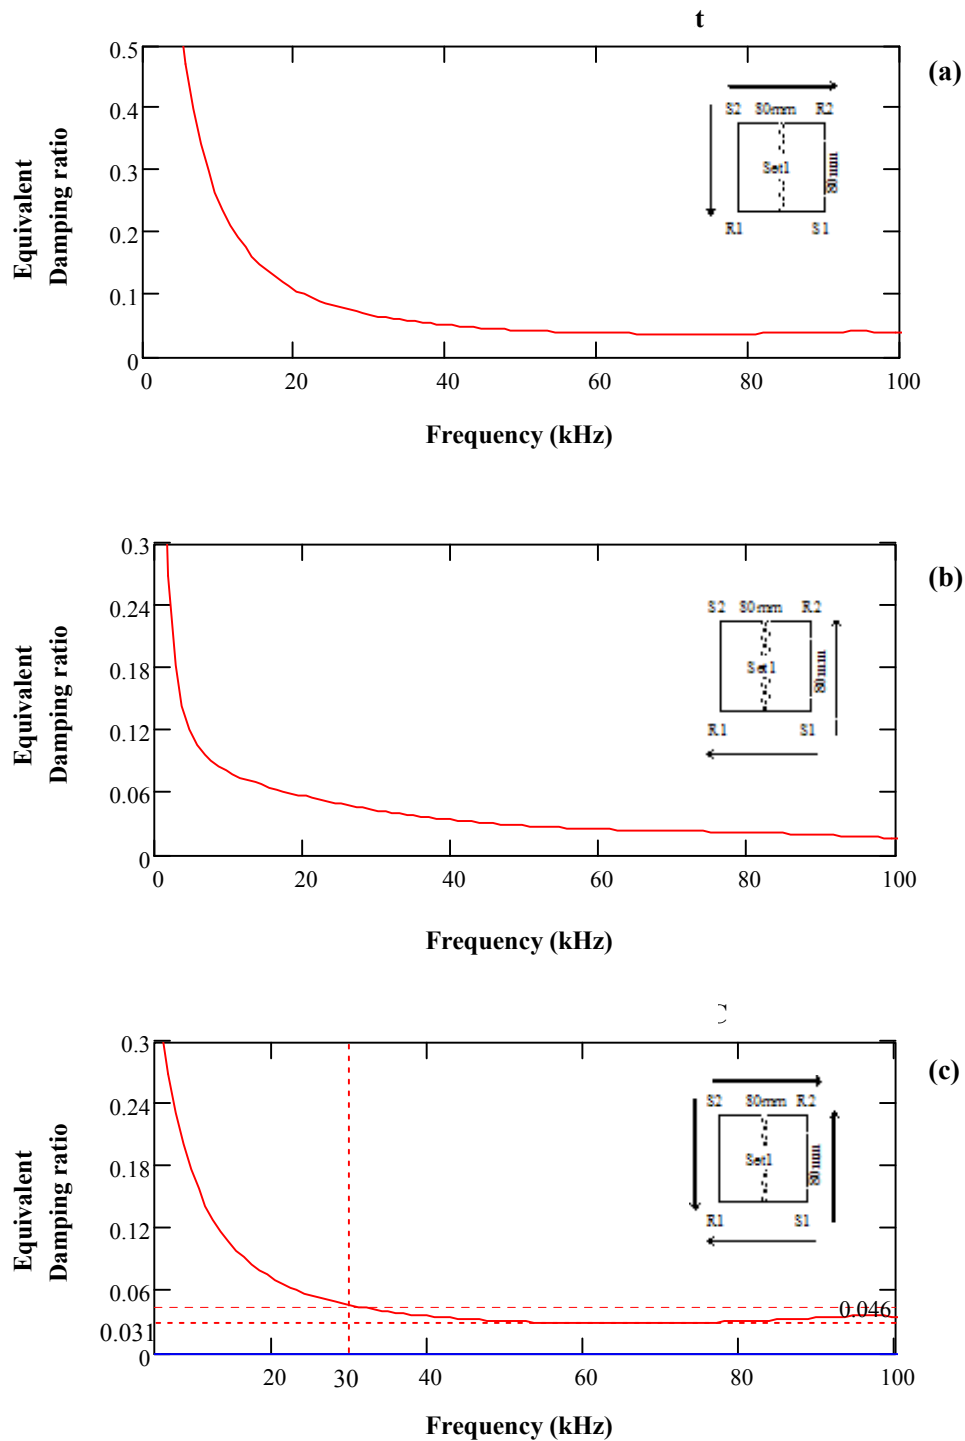 t
(a)
0.5
0.4
0.3
0.2
0.1
0
Equivalent
Damping ratio
S2 80mm R2
Set1
80mm
R1 S1
0 20 40 60 80 100
Frequency (kHz)
(b)
0.3
0.24
0.18
0.12
0.06
0
Equivalent
Damping ratio
S2 80mm R2
Set1
80mm
R1 S1
0 20 40 60 80 100
Frequency (kHz)
(c)
0.3
0.24
0.18
0.12
0.06
0.031
0
Equivalent
Damping ratio
S2 80mm R2
Set1
80mm
R1 S1
0.046
20 30 40 60 80 100
Frequency (kHz)